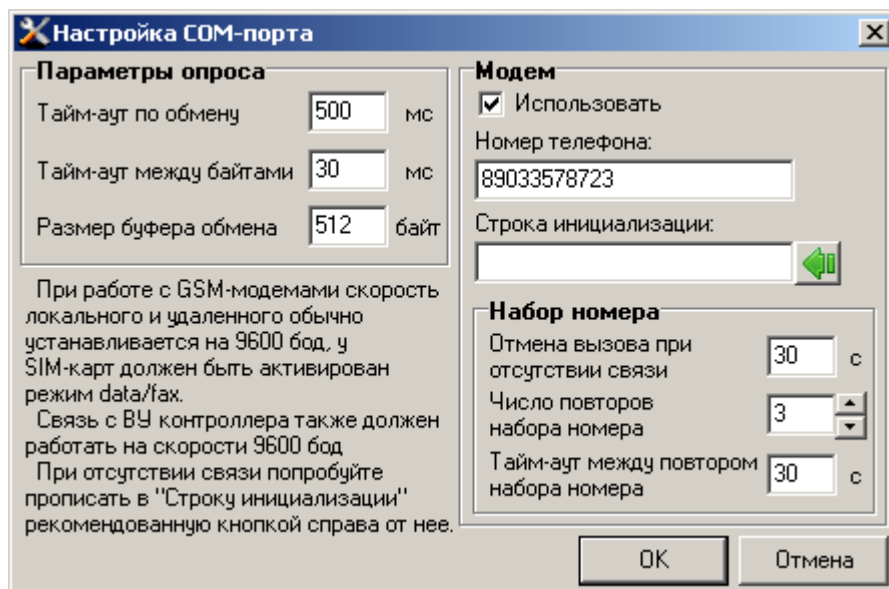 Настройка COM-порта
Параметры опроса
Тайм-аут по обмену 500 мс
Тайм-аут между байтами 30 мс
Размер буфера обмена 512 байт
При работе с GSM-модемами скорость
локального и удаленного обычно
устанавливается на 9600 бод, у
SIM-карт должен быть активирован
режим data/fax.
Связь с ВУ контроллера также должен
работать на скорости 9600 бод
При отсутствии связи попробуйте
прописать в "Строку инициализации"
рекомендованную кнопкой справа от нее.
Модем
Использовать
Номер телефона:
89033578723
Строка инициализации:
Набор номера
Отмена вызова при
отсутствии связи 30 с
Число повторов
набора номера 3
Тайм-аут между повтором
набора номера 30 с
OK
Отмена